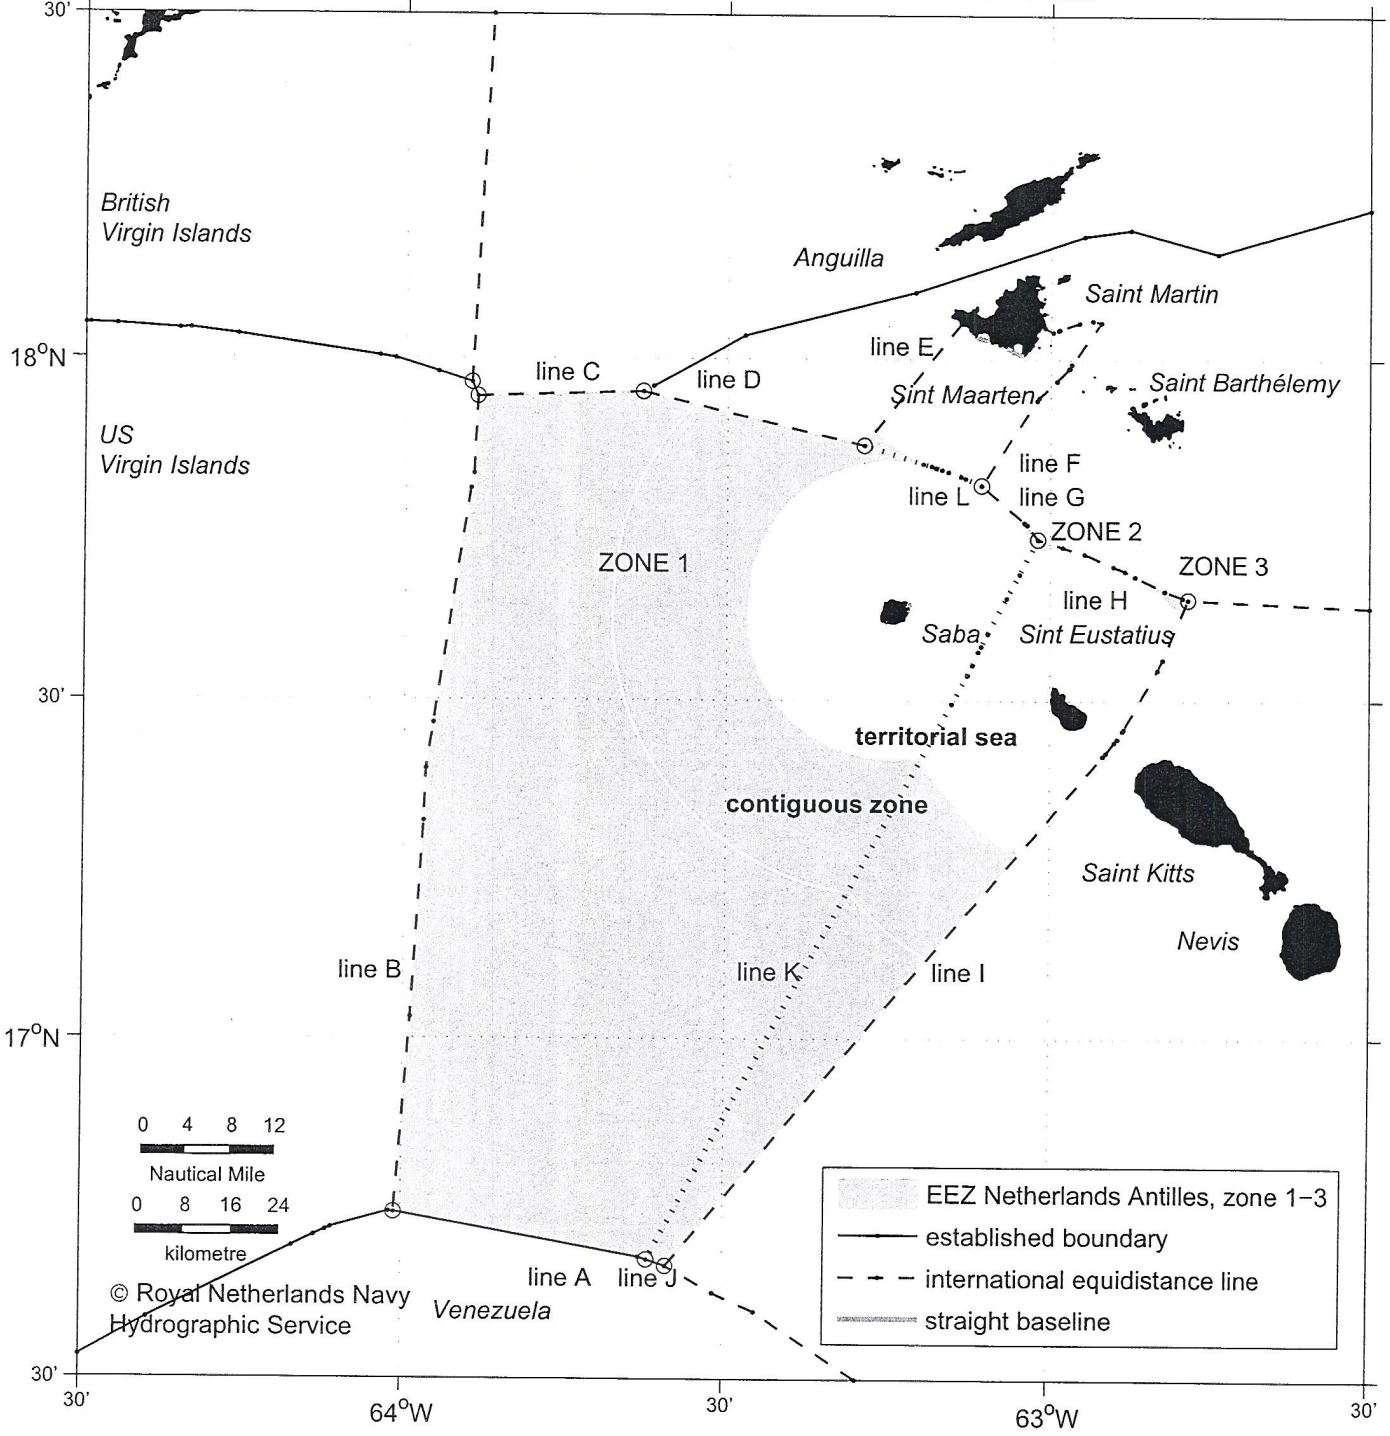 30'
British
Virgin Islands
Anguilla
Saint Martin
line E
18°N
line C
line D
Sint Maarten
Saint Barthélemy
US
Virgin Islands
line F
line L
line G
ZONE 2
ZONE 1
ZONE 3
line H
Saba
Sint Eustatius
30'
territorial sea
contiguous zone
Saint Kitts
Nevis
line B
line K
line I
17°N
0 4 8 12
Nautical Mile
0 8 16 24
kilometre
EEZ Netherlands Antilles, zone 1–3
established boundary
international equidistance line
straight baseline
line A
line J
© Royal Netherlands Navy
Hydrographic Service
Venezuela
30'
30'
64°W
30'
63°W
30'